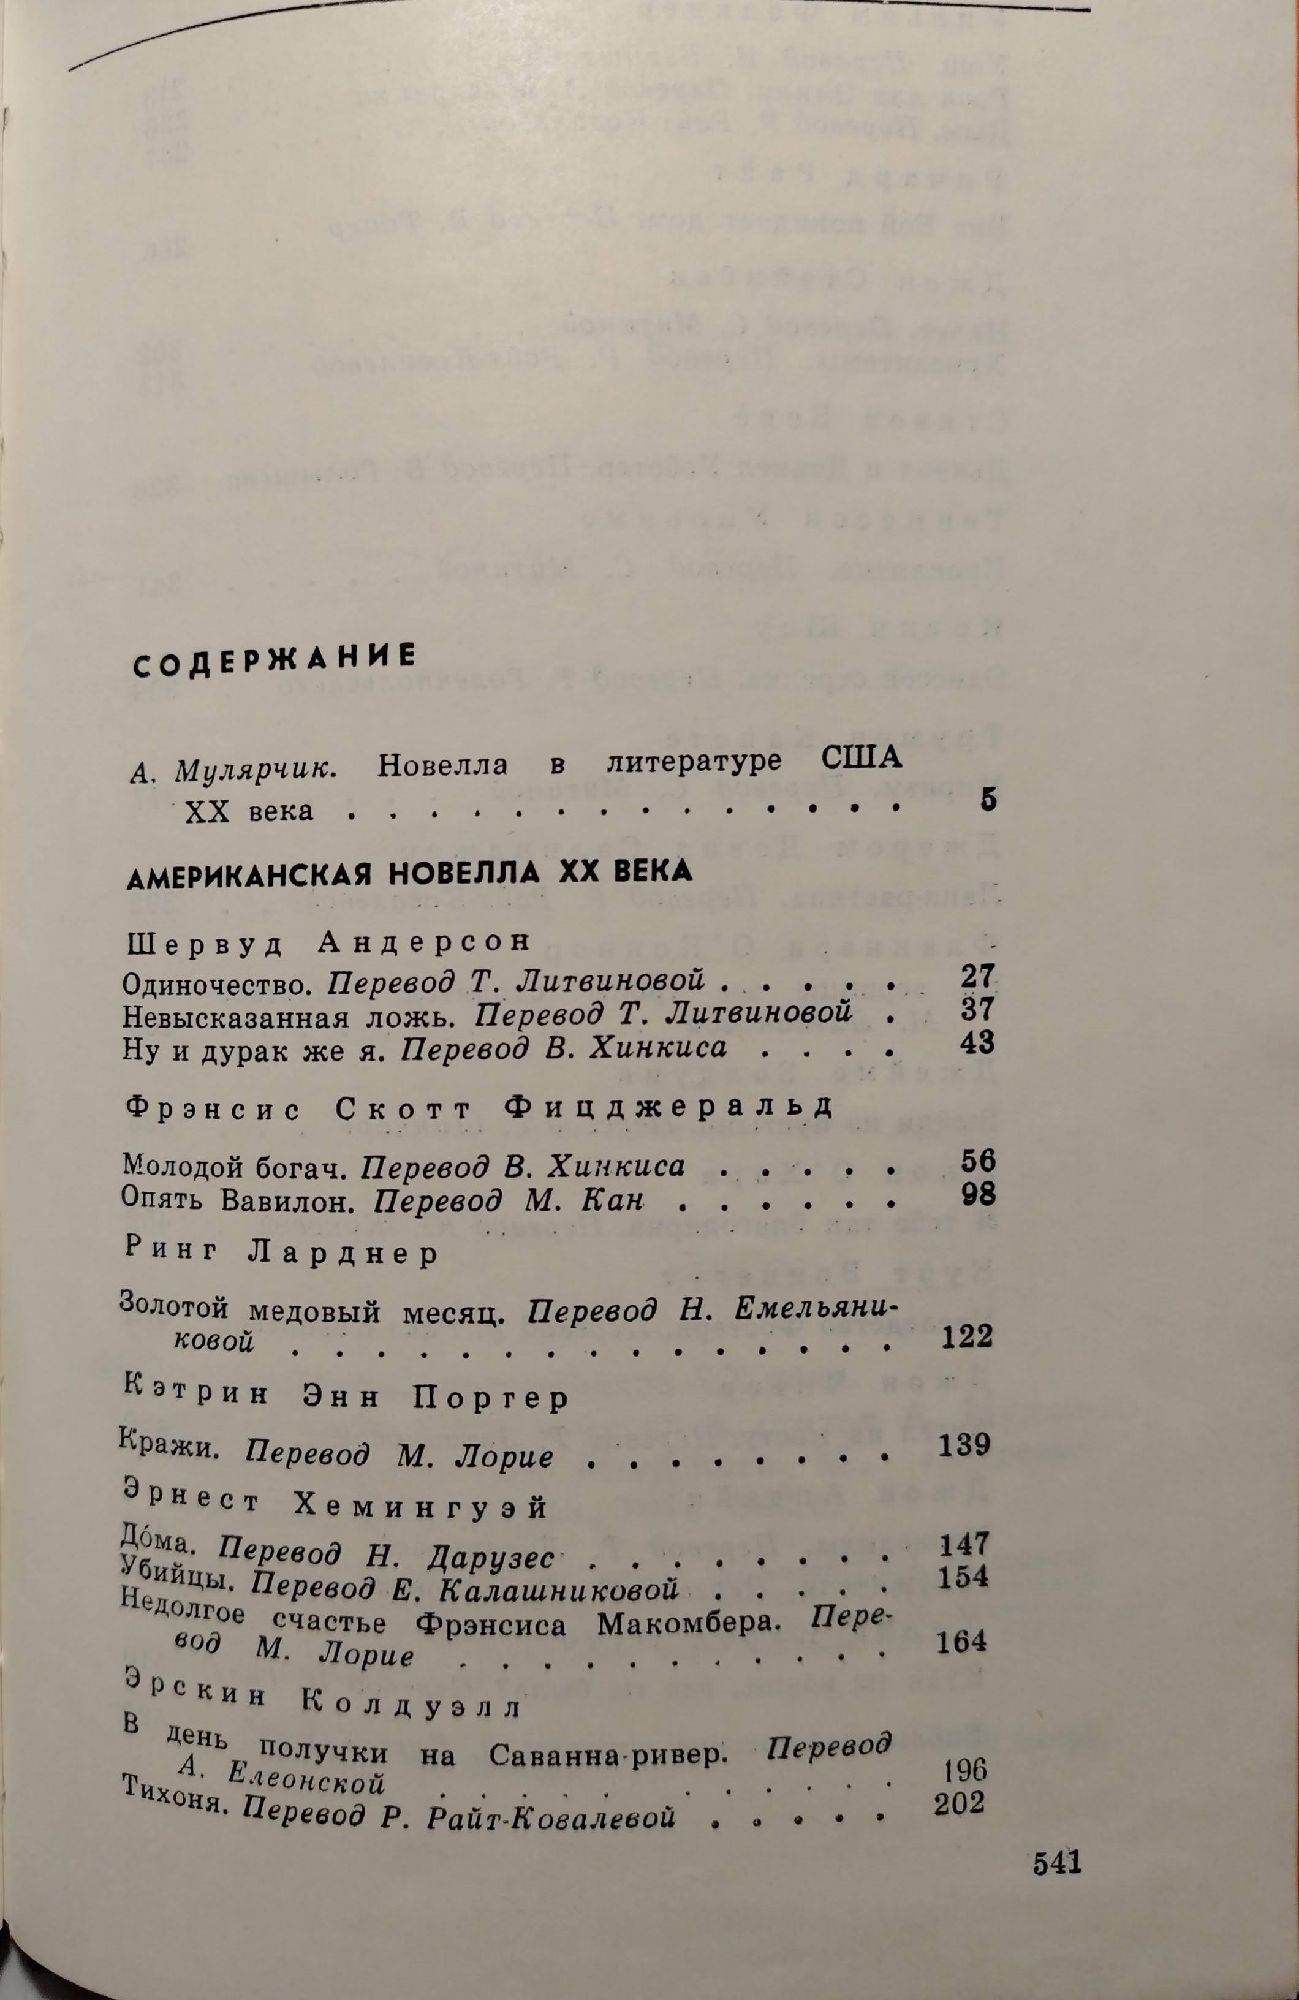 СОДЕРЖАНИЕ
А. Мулярчик. Новелла в литературе США
XX века . . . . . . . . . . . . . . 5
АМЕРИКАНСКАЯ НОВЕЛЛА XX ВЕКА
Шервуд Андерсон
Одиночество. Перевод Т. Литвиновой . . . . . 27
Невысказанная ложь. Перевод Т. Литвиновой . 37
Ну и дурак же я. Перевод В. Хинкиса . . . . 43
Фрэнсис Скотт Фицджеральд
Молодой богач. Перевод В. Хинкиса . . . . . 56
Опять Вавилон. Перевод М. Кан . . . . . . 98
Ринг Ларднер
Золотой медовый месяц. Перевод Н. Емельяни-
ковой . . . . . . . . . . . . . . . 122
Кэтрин Энн Портер
Кражи. Перевод М. Лорие . . . . . . . . 139
Эрнест Хемингуэй
До́ма. Перевод Н. Дарузес . . . . . . . . 147
Убийцы. Перевод Е. Калашниковой . . . . . 154
Недолгое счастье Фрэнсиса Макомбера. Пере-
вод М. Лорие . . . . . . . . . . . 164
Эрскин Колдуэлл
В день получки на Саванна-ривер. Перевод
А. Елеонской . . . . . . . . . . . 196
Тихоня. Перевод Р. Райт-Ковалевой . . . . . 202
541